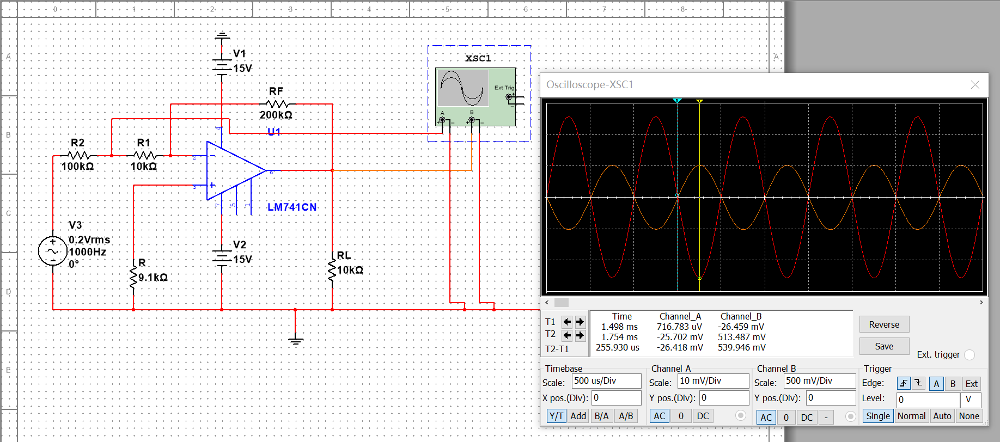 0 1 2 3 4 5 6 7 8
A
A
B
C
D
E
V1
15V
RF
200kΩ
U1
4
R2
100kΩ
R1
10kΩ
2
3
6
7 5 1
LM741CN
V3
0.2Vrms
1000Hz
0°
R
9.1kΩ
V2
15V
RL
10kΩ
XSC1
Ext Trig
A B
Oscilloscope-XSC1
Time Channel_A Channel_B
T1 1.498 ms 716.783 uV -26.459 mV
T2 1.754 ms -25.702 mV 513.487 mV
T2-T1 255.930 us -26.418 mV 539.946 mV
Reverse
Save
Ext. trigger
Timebase
Scale: 500 us/Div
X pos.(Div): 0
Y/T Add B/A A/B
Channel A
Scale: 10 mV/Div
Y pos.(Div): 0
AC 0 DC
Channel B
Scale: 500 mV/Div
Y pos.(Div): 0
AC 0 DC -
Trigger
Edge: A B Ext
Level: 0 V
Single Normal Auto None